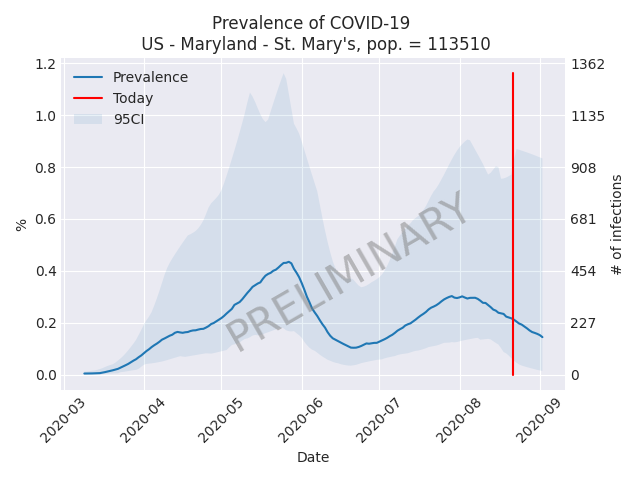 Prevalence of COVID-19
US - Maryland - St. Mary's, pop. = 113510
Prevalence
Today
95CI
PRELIMINARY
1.2
1.0
0.8
0.6
0.4
0.2
0.0
%
1362
1135
908
681
454
227
0
# of infections
2020-03
2020-04
2020-05
2020-06
2020-07
2020-08
2020-09
Date